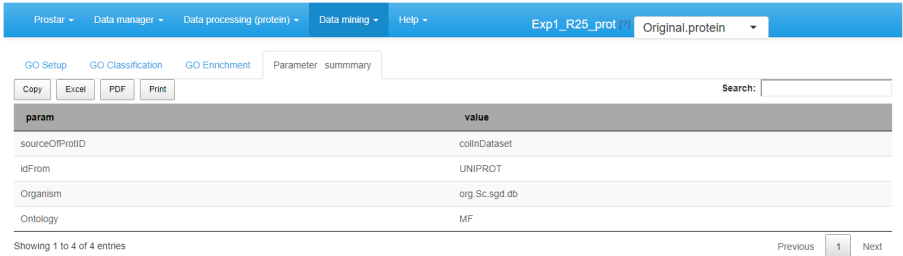 Prostar Data manager Data processing (protein) Data mining Help Exp1_R25_prot [?] Original.protein
GO Setup GO Classification GO Enrichment Parameter summmary
Copy Excel PDF Print Search:
param value
sourceOfProtID colInDataset
idFrom UNIPROT
Organism org.Sc.sgd.db
Ontology MF
Showing 1 to 4 of 4 entries Previous 1 Next